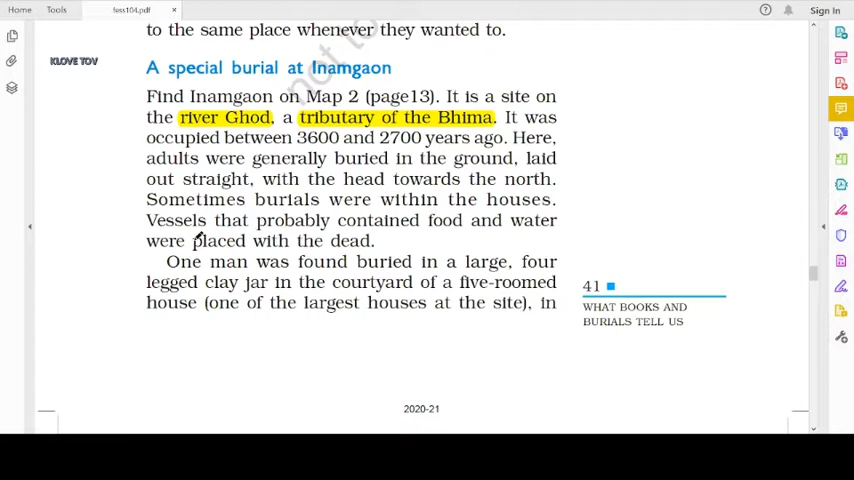 Home
Tools
fess104.pdf
×
Sign In
to the same place whenever they wanted to.
KLOVE TOV
A special burial at Inamgaon
not to
Find Inamgaon on Map 2 (page13). It is a site on
the river Ghod, a tributary of the Bhima. It was
occupied between 3600 and 2700 years ago. Here,
adults were generally buried in the ground, laid
out straight, with the head towards the north.
Sometimes burials were within the houses.
Vessels that probably contained food and water
were placed with the dead.
One man was found buried in a large, four
legged clay jar in the courtyard of a five-roomed
house (one of the largest houses at the site), in
41
WHAT BOOKS AND
BURIALS TELL US
2020-21